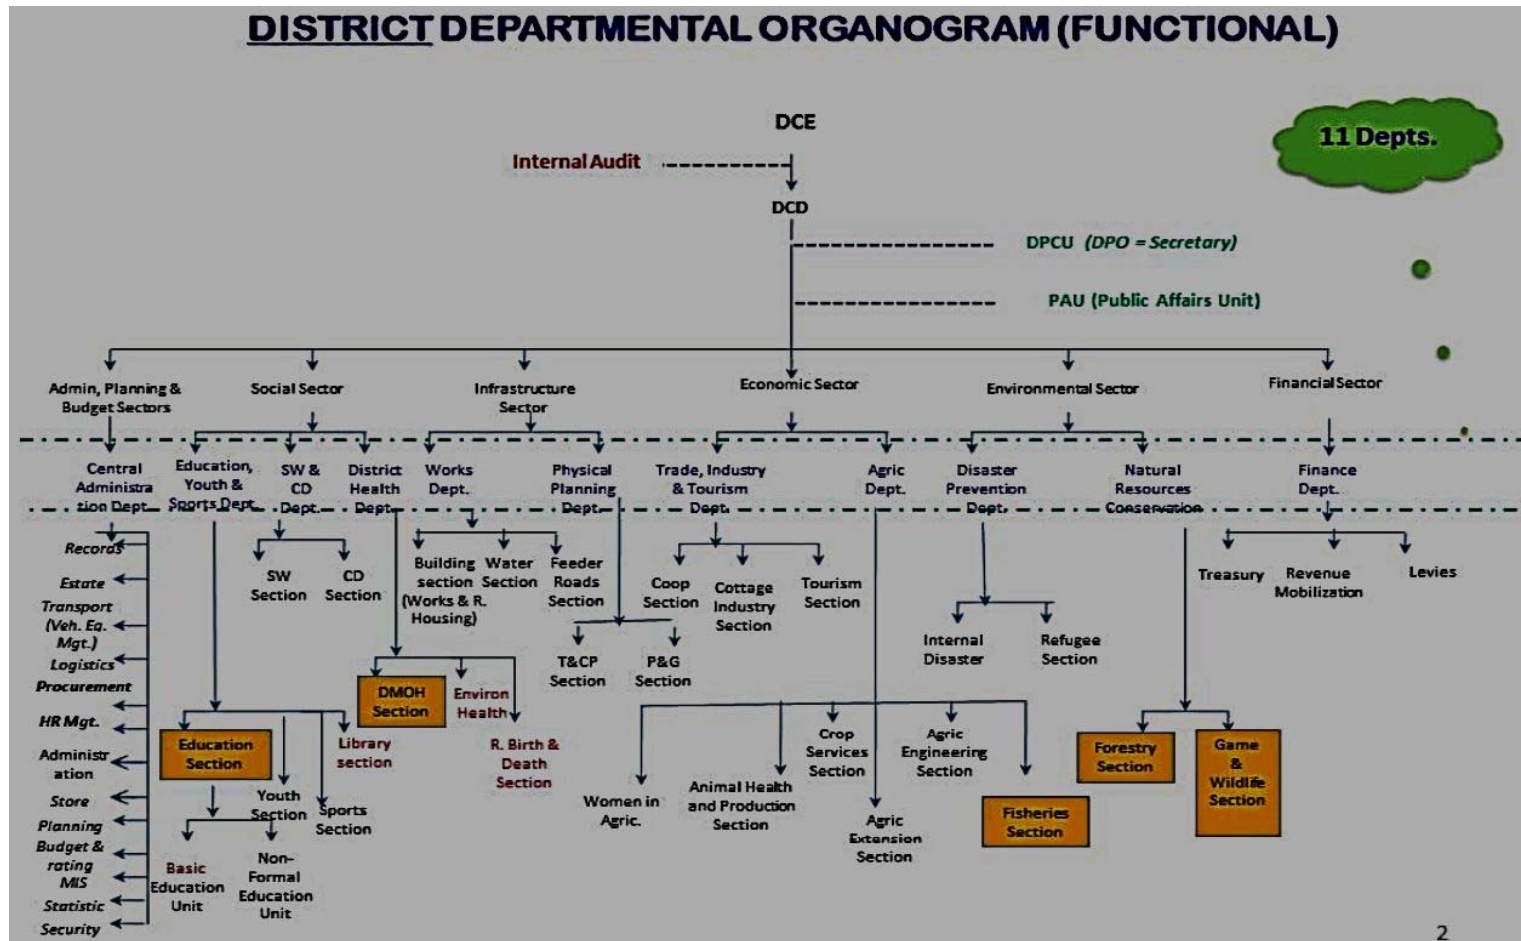 DISTRICT DEPARTMENTAL ORGANOGRAM (FUNCTIONAL)
DCE
11 Depts.
Internal Audit
DCD
DPCU (DPO = Secretary)
PAU (Public Affairs Unit)
Admin, Planning &
Budget Sectors
Social Sector
Infrastructure
Sector
Economic Sector
Environmental Sector
Financial Sector
Central
Administra
tion Dept.
Education,
Youth &
Sports Dept.
SW &
CD
Dept.
District
Health
Dept.
Works
Dept.
Physical
Planning
Dept.
Trade, Industry
& Tourism
Dept.
Agric
Dept.
Disaster
Prevention
Dept.
Natural
Resources
Conservation
Finance
Dept.
Records
Estate
Transport
(Veh. Eq.
Mgt.)
Logistics
Procurement
HR Mgt.
Administr
ation
Store
Planning
Budget &
rating
MIS
Statistic
Security
SW
Section
CD
Section
Building
section
(Works & R.
Housing)
Water
Section
Feeder
Roads
Section
Coop
Section
Cottage
Industry
Section
Tourism
Section
Treasury
Revenue
Mobilization
Levies
Internal
Disaster
Refugee
Section
T&CP
Section
P&G
Section
DMOH
Section
Environ
Health
R. Birth &
Death
Section
Education
Section
Library
section
Youth
Section
Sports
Section
Basic
Education
Unit
Non-
Formal
Education
Unit
Women in
Agric.
Animal Health
and Production
Section
Crop
Services
Section
Agric
Extension
Section
Agric
Engineering
Section
Fisheries
Section
Forestry
Section
Game
&
Wildlife
Section
2